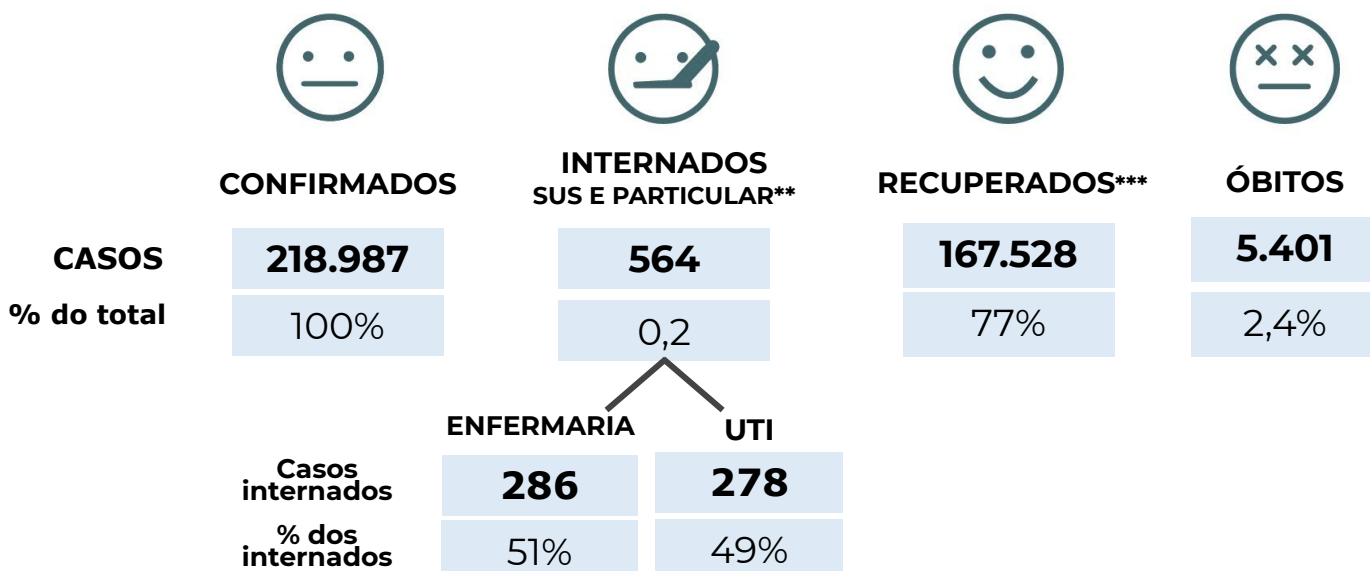 CONFIRMADOS
INTERNADOS
SUS E PARTICULAR**
RECUPERADOS***
ÓBITOS
CASOS
218.987
564
167.528
5.401
% do total
100%
0,2
77%
2,4%
ENFERMARIA
UTI
Casos
internados
286
278
% dos
internados
51%
49%